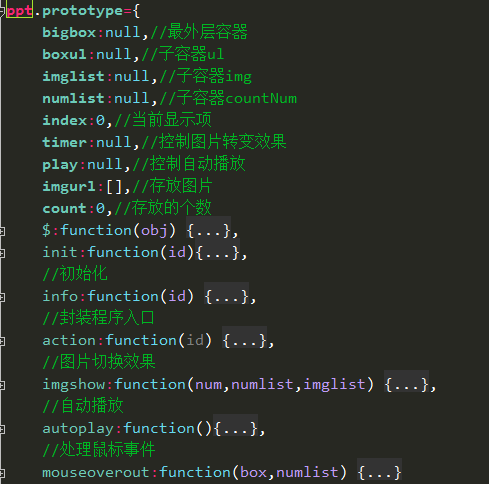 ppt.prototype={
bigbox:null,//最外层容器
boxul:null,//子容器ul
imglist:null,//子容器img
numlist:null,//子容器countNum
index:0,//当前显示项
timer:null,//控制图片转变效果
play:null,//控制自动播放
imgurl:[],//存放图片
count:0,//存放的个数
$:function(obj) {...},
init:function(id){...},
//初始化
info:function(id) {...},
//封装程序入口
action:function(id) {...},
//图片切换效果
imgshow:function(num,numlist,imglist) {...},
//自动播放
autoplay:function(){...},
//处理鼠标事件
mouseoverout:function(box,numlist) {...}